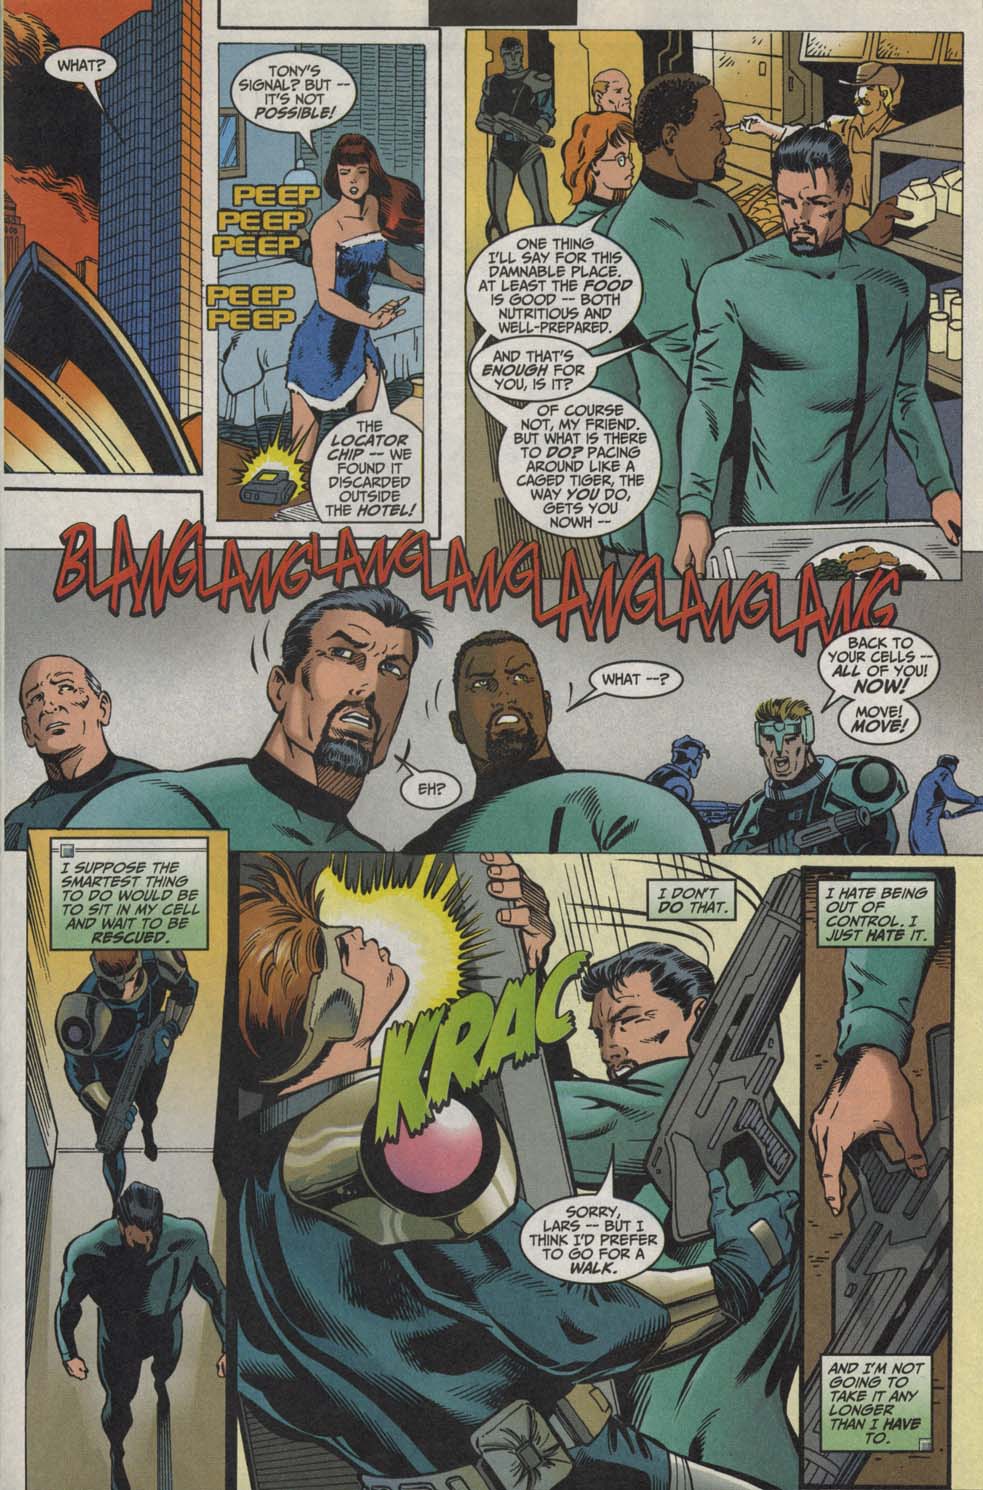 WHAT?
TONY'S
SIGNAL? BUT --
IT'S NOT
POSSIBLE!
PEEP
PEEP
PEEP
PEEP
PEEP
THE
LOCATOR
CHIP -- WE
FOUND IT
DISCARDED
OUTSIDE
THE HOTEL!
ONE THING
I'LL SAY FOR THIS
DAMNABLE PLACE.
AT LEAST THE FOOD
IS GOOD -- BOTH
NUTRITIOUS AND
WELL-PREPARED.
AND THAT'S
ENOUGH FOR
YOU, IS IT?
OF COURSE
NOT, MY FRIEND.
BUT WHAT IS THERE
TO DO? PACING
AROUND LIKE A
CAGED TIGER, THE
WAY YOU DO,
GETS YOU
NOWH --
BLANGLANGLANGLANGLANGLANGLANG
EH?
WHAT --?
BACK TO
YOUR CELLS --
ALL OF YOU!
NOW!
MOVE!
MOVE!
I SUPPOSE THE
SMARTEST THING
TO DO WOULD BE
TO SIT IN MY CELL
AND WAIT TO BE
RESCUED.
I DON'T
DO THAT.
KRAC
SORRY,
LARS -- BUT I
THINK I'D PREFER
TO GO FOR A
WALK.
I HATE BEING
OUT OF
CONTROL. I
JUST HATE IT.
AND I'M NOT
GOING TO
TAKE IT ANY
LONGER
THAN I HAVE
TO.